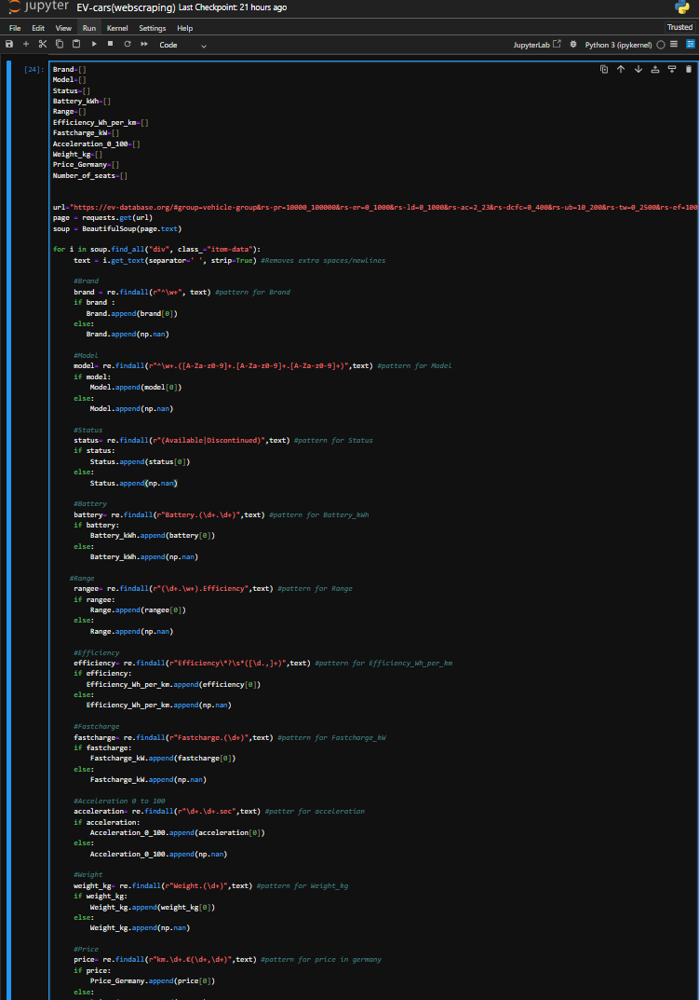 jupyter EV-cars(webscraping) Last Checkpoint: 21 hours ago
File Edit View Run Kernel Settings Help Trusted
Code JupyterLab Python 3 (ipykernel)
[24]: Brand=[]
Model=[]
Status=[]
Battery_kWh=[]
Range=[]
Efficiency_Wh_per_km=[]
Fastcharge_kW=[]
Acceleration_0_100=[]
Weight_kg=[]
Price_Germany=[]
Number_of_seats=[]
url="https://ev-database.org/#group=vehicle-group&rs-pr=10000_100000&rs-er=0_1000&rs-ld=0_1000&rs-ac=2_23&rs-dcfc=0_400&rs-ub=10_200&rs-tw=0_2500&rs-ef=100
page = requests.get(url)
soup = BeautifulSoup(page.text)
for i in soup.find_all("div", class_="item-data"):
text = i.get_text(separator=' ', strip=True) #Removes extra spaces/newlines
#Brand
brand = re.findall(r"^\w+", text) #pattern for Brand
if brand :
Brand.append(brand[0])
else:
Brand.append(np.nan)
#Model
model= re.findall(r"^\w+.([A-Za-z0-9]+.[A-Za-z0-9]+.[A-Za-z0-9]+)",text) #pattern for Model
if model:
Model.append(model[0])
else:
Model.append(np.nan)
#Status
status= re.findall(r"(Available|Discontinued)",text) #pattern for Status
if status:
Status.append(status[0])
else:
Status.append(np.nan)
#Battery
battery= re.findall(r"Battery.(\d+.\d+)",text) #pattern for Battery_kWh
if battery:
Battery_kWh.append(battery[0])
else:
Battery_kWh.append(np.nan)
#Range
rangee= re.findall(r"(\d+.\w+).Efficiency",text) #pattern for Range
if rangee:
Range.append(rangee[0])
else:
Range.append(np.nan)
#Efficiency
efficiency= re.findall(r"Efficiency\*?\s*([\d.,]+)",text) #pattern for Efficiency_Wh_per_km
if efficiency:
Efficiency_Wh_per_km.append(efficiency[0])
else:
Efficiency_Wh_per_km.append(np.nan)
#Fastcharge
fastcharge= re.findall(r"Fastcharge.(\d+)",text) #pattern for Fastcharge_kW
if fastcharge:
Fastcharge_kW.append(fastcharge[0])
else:
Fastcharge_kW.append(np.nan)
#Acceleration 0 to 100
acceleration= re.findall(r"\d+.\d+.sec",text) #patter for acceleration
if acceleration:
Acceleration_0_100.append(acceleration[0])
else:
Acceleration_0_100.append(np.nan)
#Weight
weight_kg= re.findall(r"Weight.(\d+)",text) #pattern for Weight_kg
if weight_kg:
Weight_kg.append(weight_kg[0])
else:
Weight_kg.append(np.nan)
#Price
price= re.findall(r"km.\d+.€(\d+,\d+)",text) #pattern for price in germany
if price:
Price_Germany.append(price[0])
else: